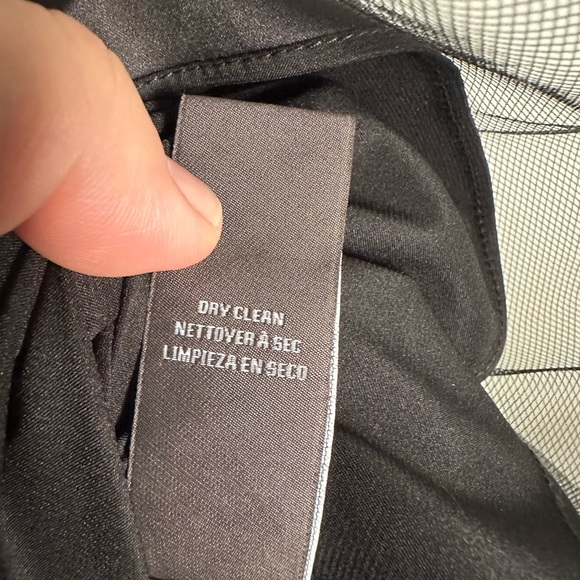 DRY CLEAN
NETTOYER À SEC
LIMPIEZA EN SECO